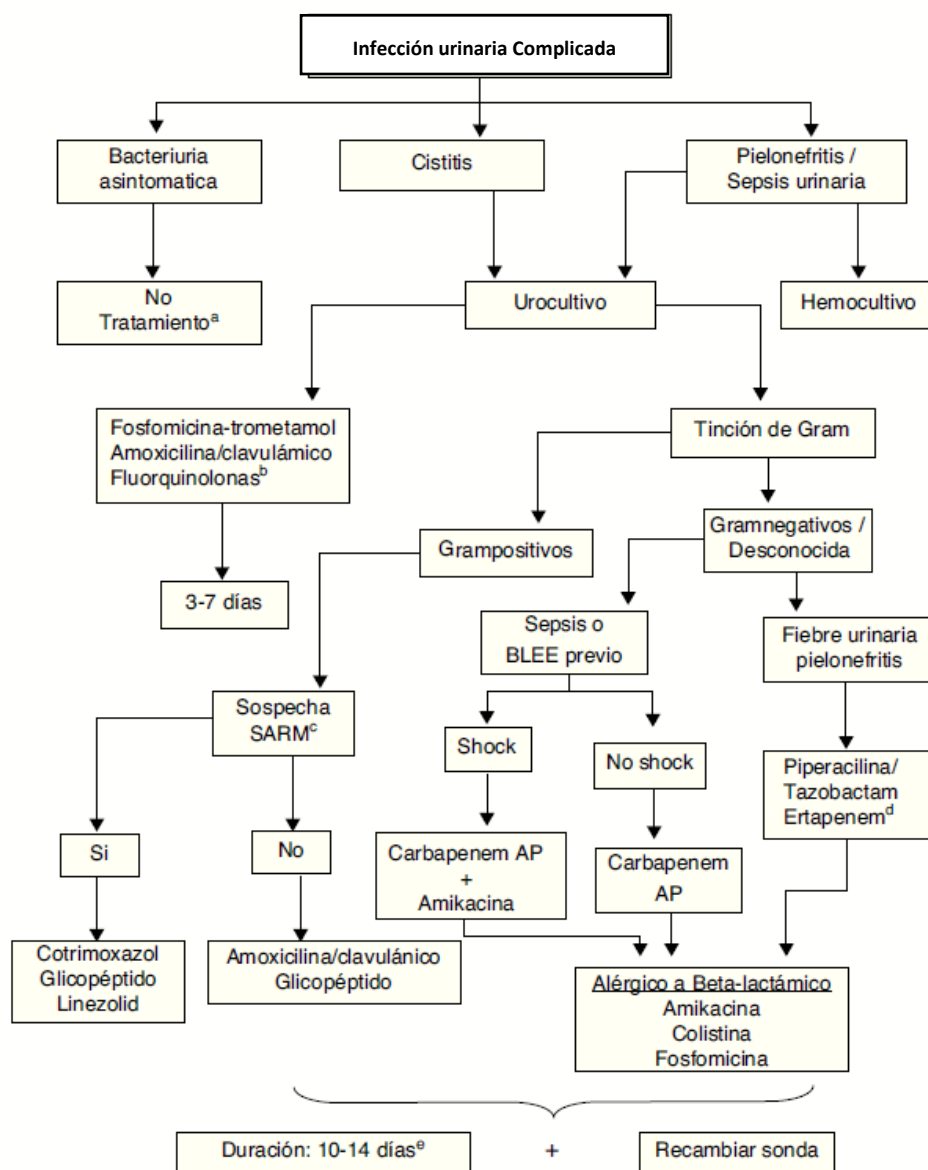 Infección urinaria Complicada
Bacteriuria
asintomatica
Cistitis
Pielonefritis /
Sepsis urinaria
No
Tratamientoᵃ
Urocultivo
Hemocultivo
Fosfomicina-trometamol
Amoxicilina/clavulámico
Fluorquinolonasᵇ
Tinción de Gram
3-7 días
Grampositivos
Gramnegativos /
Desconocida
Sepsis o
BLEE previo
Fiebre urinaria
pielonefritis
Sospecha
SARMᶜ
Shock
No shock
Piperacilina/
Tazobactam
Ertapenemᵈ
Si
No
Carbapenem AP
+
Amikacina
Carbapenem
AP
Cotrimoxazol
Glicopéptido
Linezolid
Amoxicilina/clavulánico
Glicopéptido
Alérgico a Beta-lactámico
Amikacina
Colistina
Fosfomicina
Duración: 10-14 díasᵉ
+
Recambiar sonda